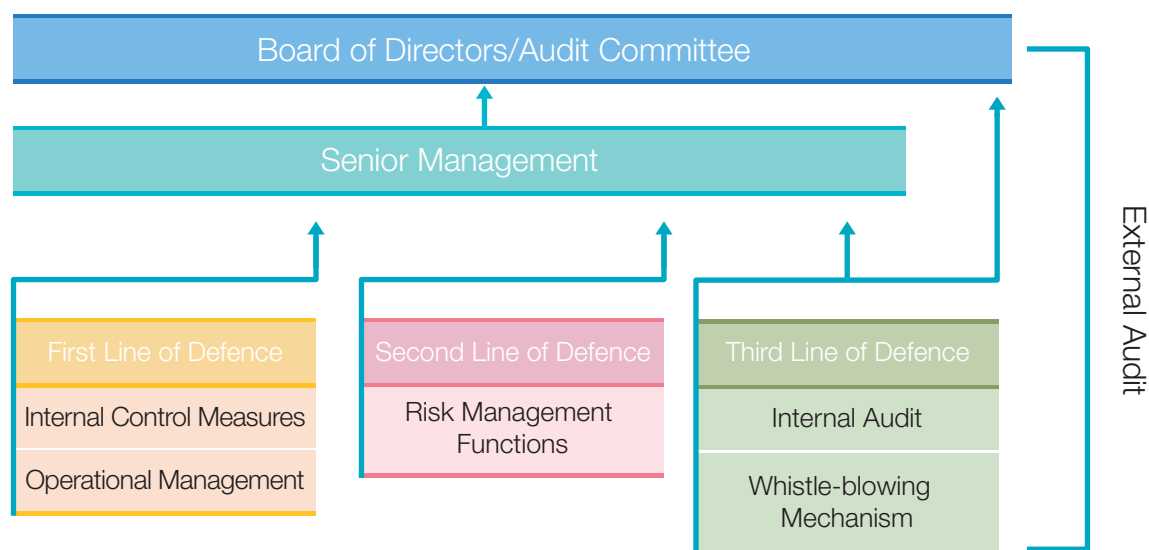 Board of Directors/Audit Committee
Senior Management
First Line of Defence
Internal Control Measures
Operational Management
Second Line of Defence
Risk Management
Functions
Third Line of Defence
Internal Audit
Whistle-blowing
Mechanism
External Audit